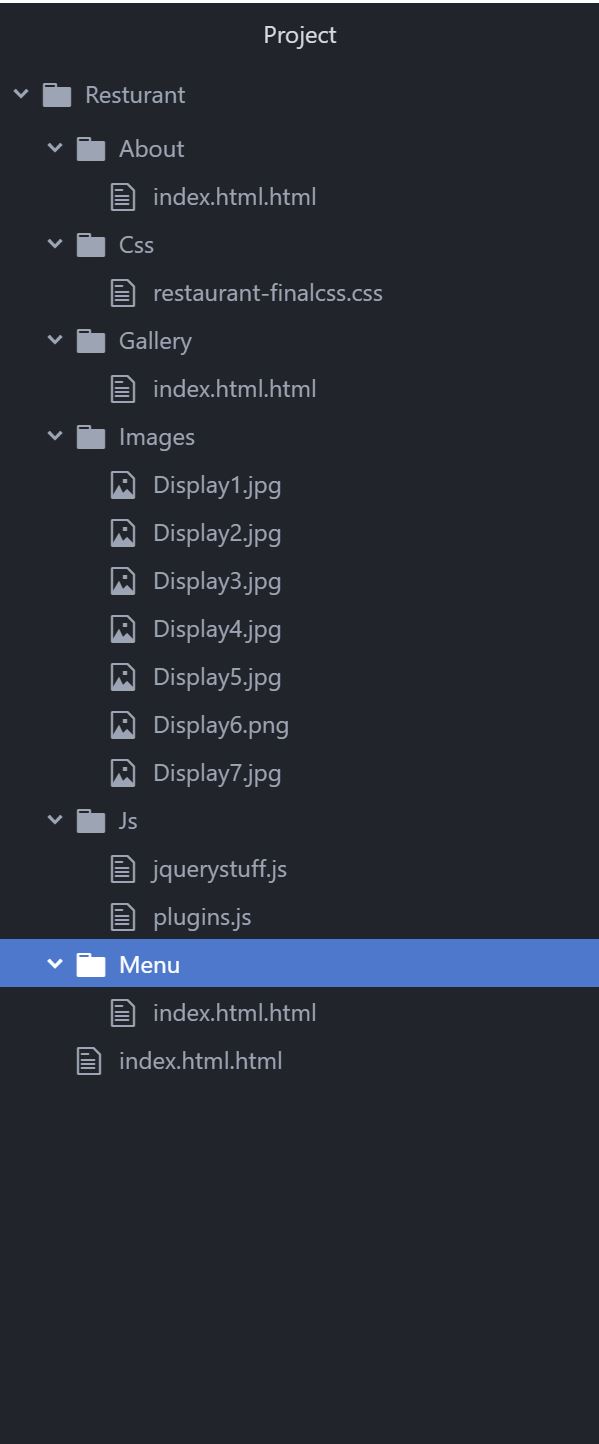 Project
Resturant
About
index.html.html
Css
restaurant-finalcss.css
Gallery
index.html.html
Images
Display1.jpg
Display2.jpg
Display3.jpg
Display4.jpg
Display5.jpg
Display6.png
Display7.jpg
Js
jquerystuff.js
plugins.js
Menu
index.html.html
index.html.html